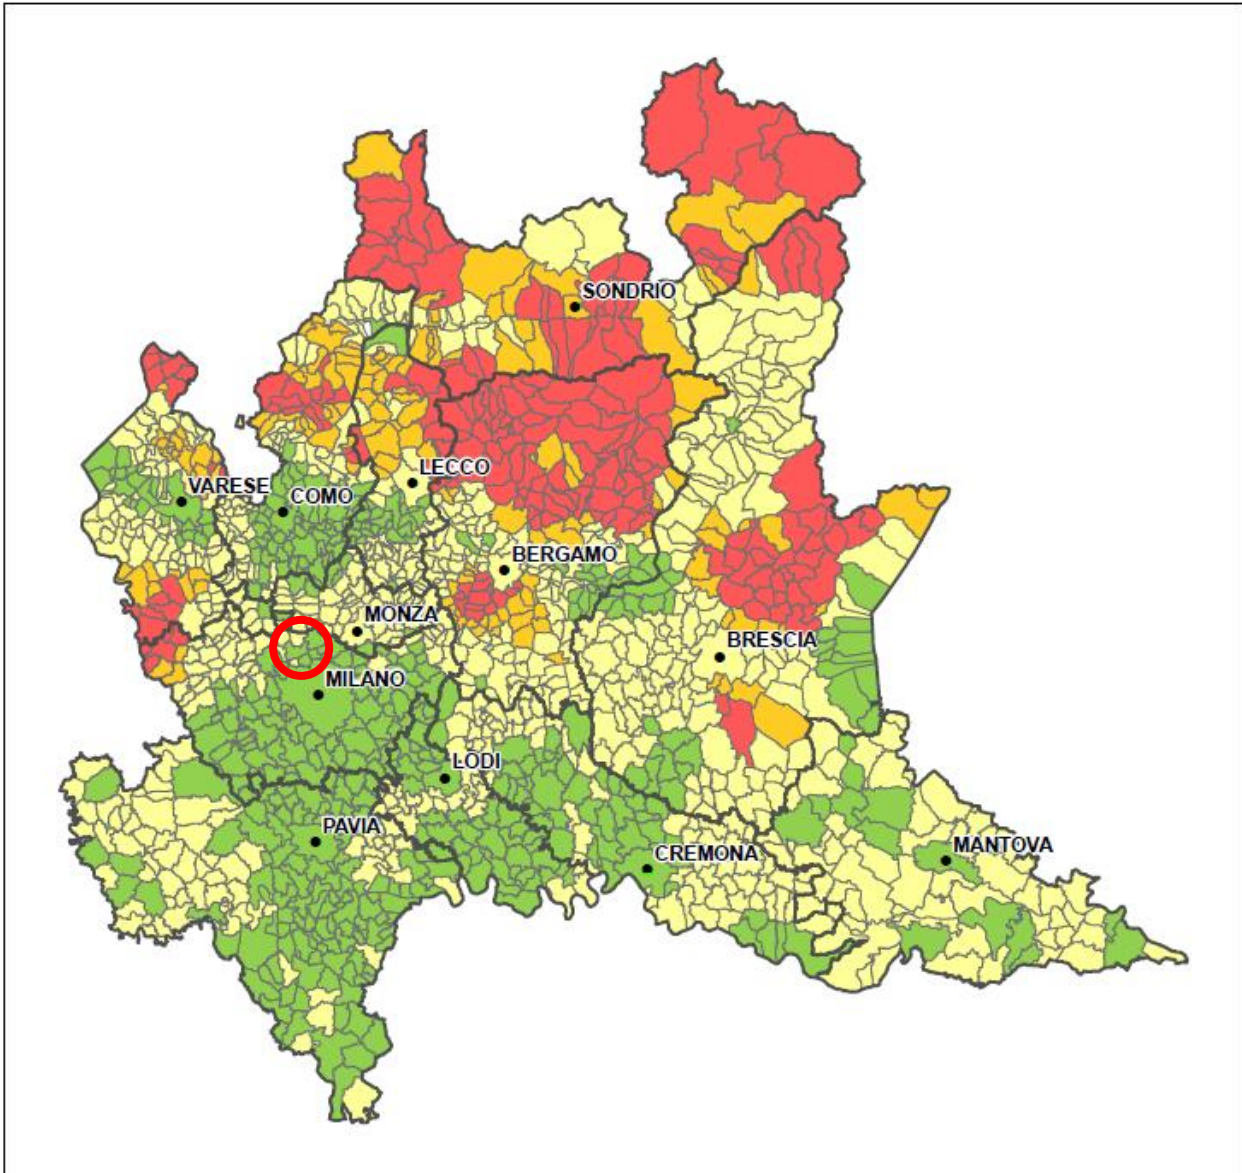 SONDRIO
LECCO
VARESE
COMO
BERGAMO
MONZA
BRESCIA
MILANO
LODI
PAVIA
CREMONA
MANTOVA